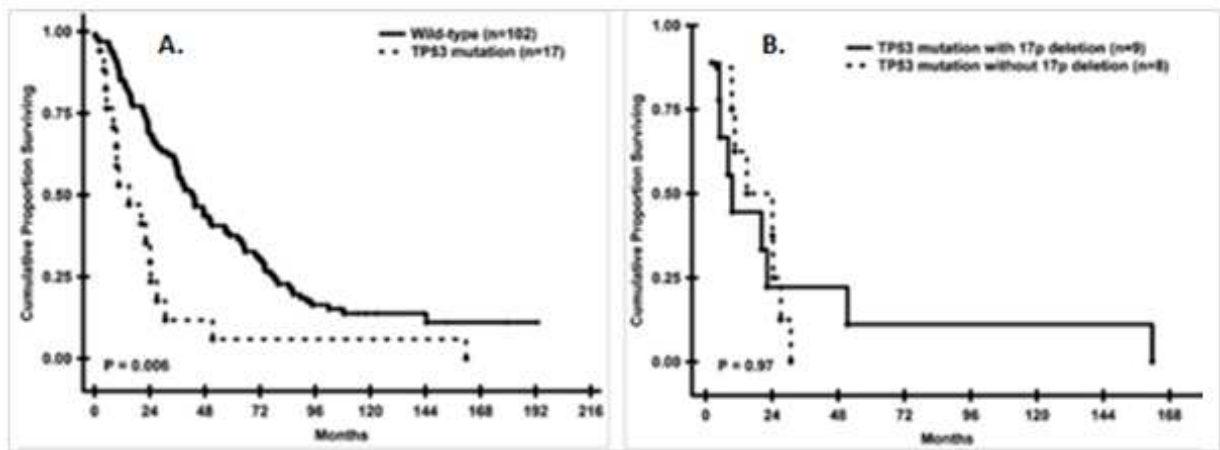 A.
Wild-type (n=102)
TP53 mutation (n=17)
1.00
0.75
0.50
0.25
0.00
Cumulative Proportion Surviving
P = 0.006
0 24 48 72 96 120 144 168 192 216
Months
B.
TP53 mutation with 17p deletion (n=9)
TP53 mutation without 17p deletion (n=8)
1.00
0.75
0.50
0.25
0.00
Cumulative Proportion Surviving
P = 0.97
0 24 48 72 96 120 144 168
Months